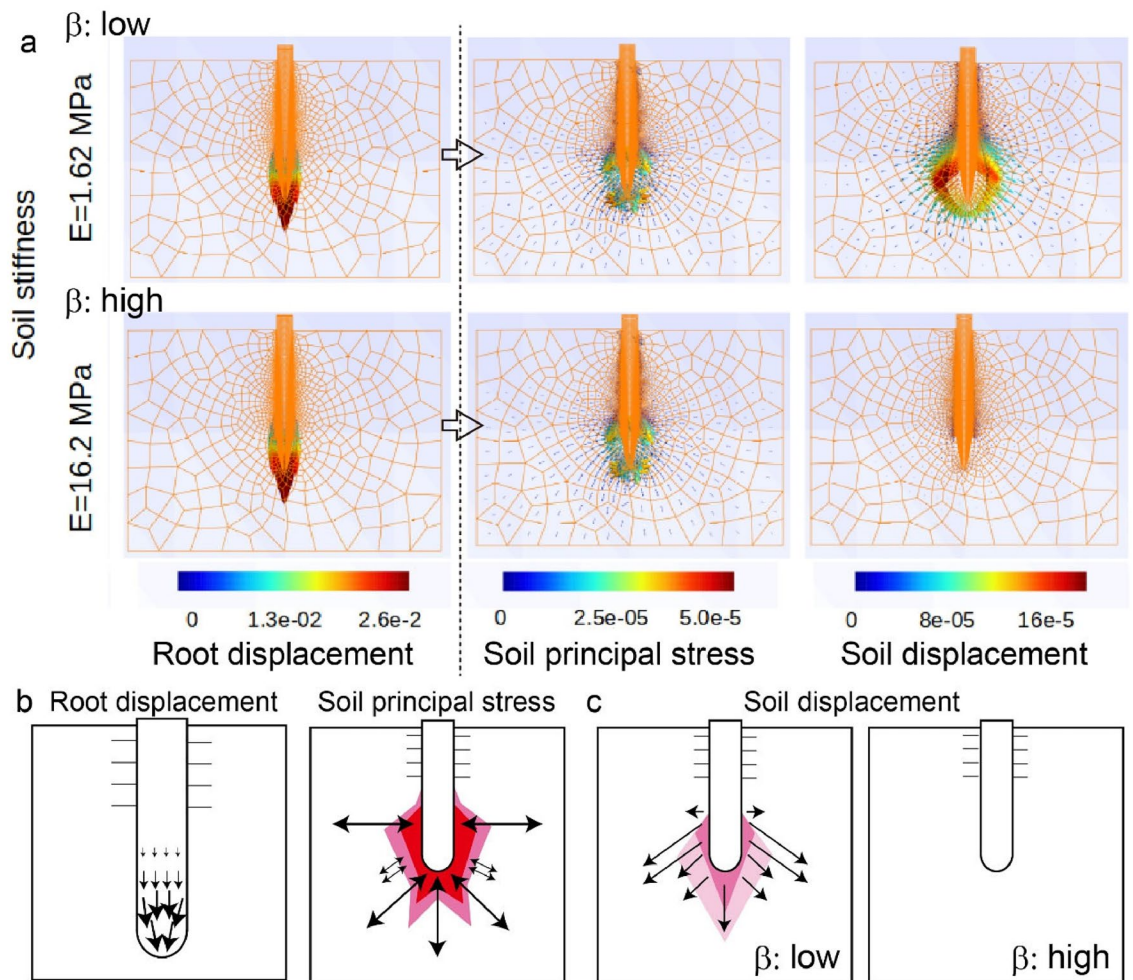 a
β: low
Soil stiffness
E=1.62 MPa
β: high
E=16.2 MPa
0 1.3e-02 2.6e-2
0 2.5e-05 5.0e-5
0 8e-05 16e-5
Root displacement
Soil principal stress
Soil displacement
b
Root displacement
Soil principal stress
c
Soil displacement
β: low
β: high